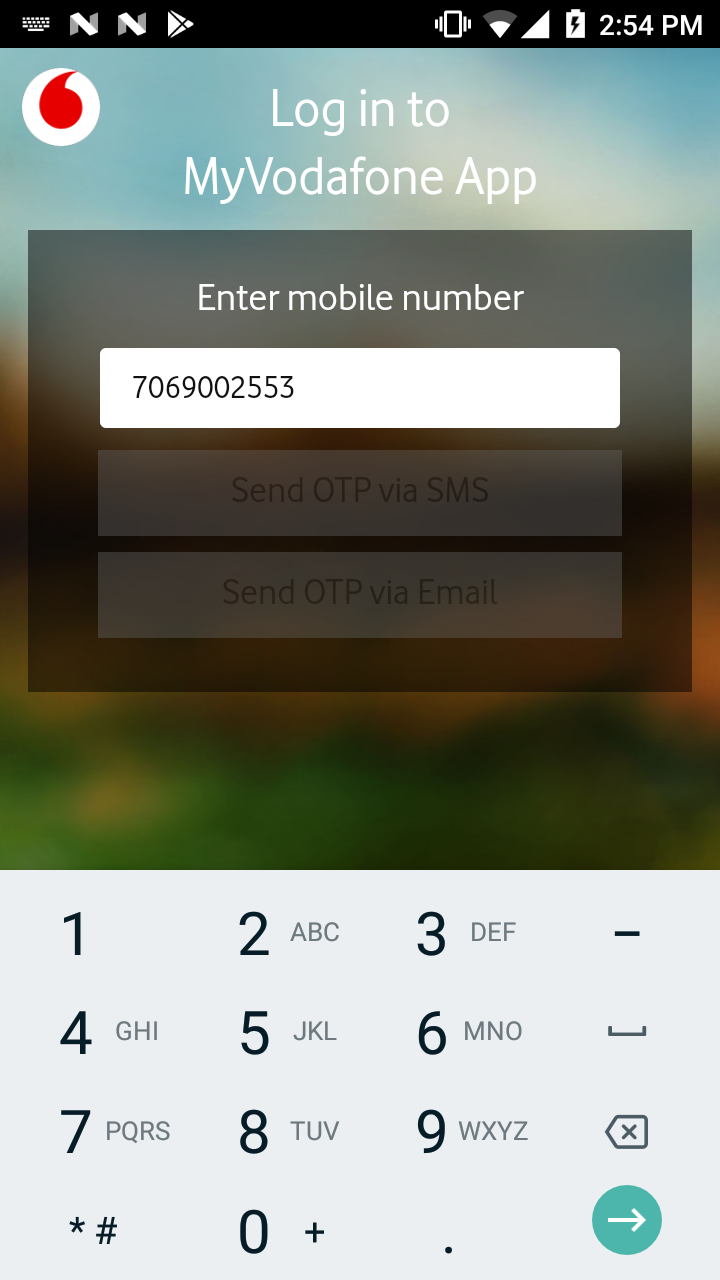 2:54 PM
Log in to
MyVodafone App
Enter mobile number
7069002553
Send OTP via SMS
Send OTP via Email
1 2 ABC 3 DEF –
4 GHI 5 JKL 6 MNO
7 PQRS 8 TUV 9 WXYZ
* # 0 + .